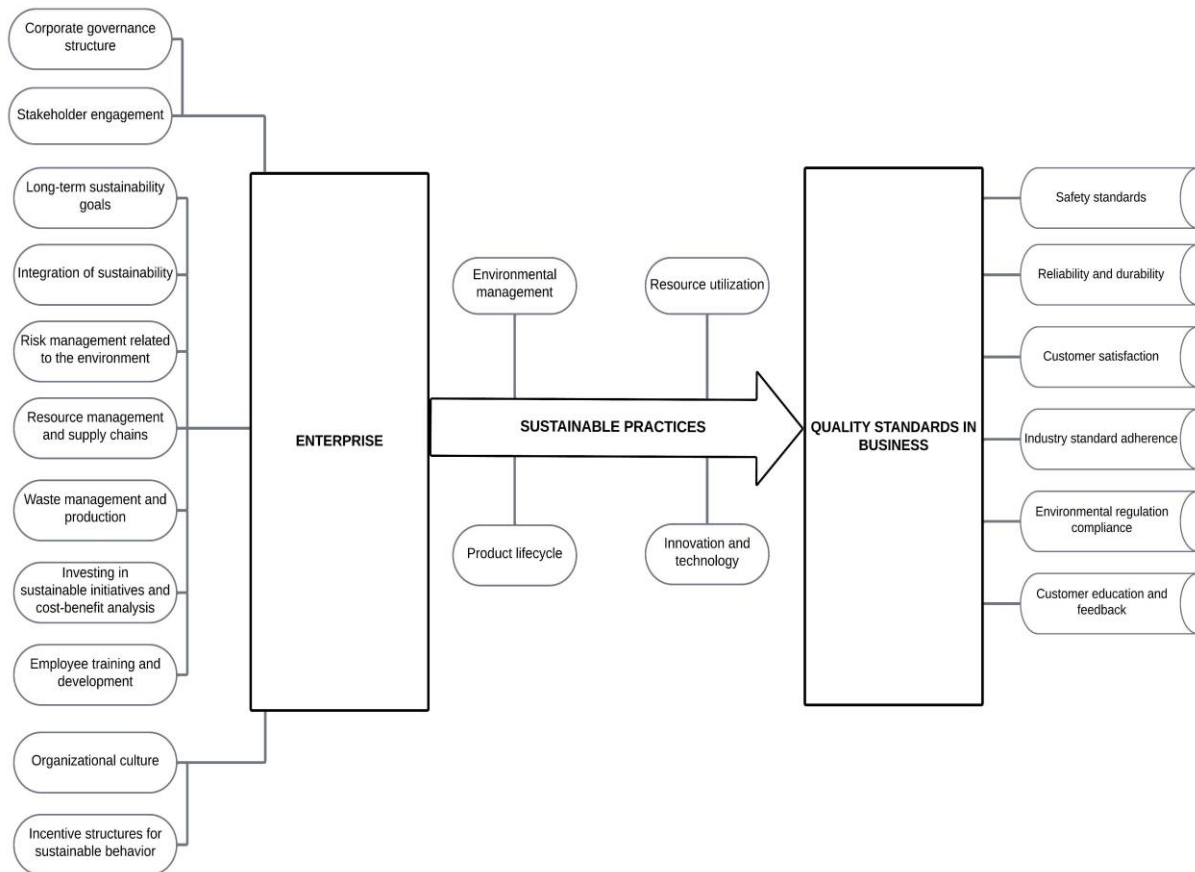 Corporate governance
structure
Stakeholder engagement
Long-term sustainability
goals
Integration of sustainability
Risk management related
to the environment
Resource management
and supply chains
Waste management and
production
Investing in
sustainable initiatives and
cost-benefit analysis
Employee training and
development
Organizational culture
Incentive structures for
sustainable behavior
ENTERPRISE
Environmental
management
Resource utilization
SUSTAINABLE PRACTICES
Product lifecycle
Innovation and
technology
QUALITY STANDARDS IN
BUSINESS
Safety standards
Reliability and durability
Customer satisfaction
Industry standard adherence
Environmental regulation
compliance
Customer education and
feedback